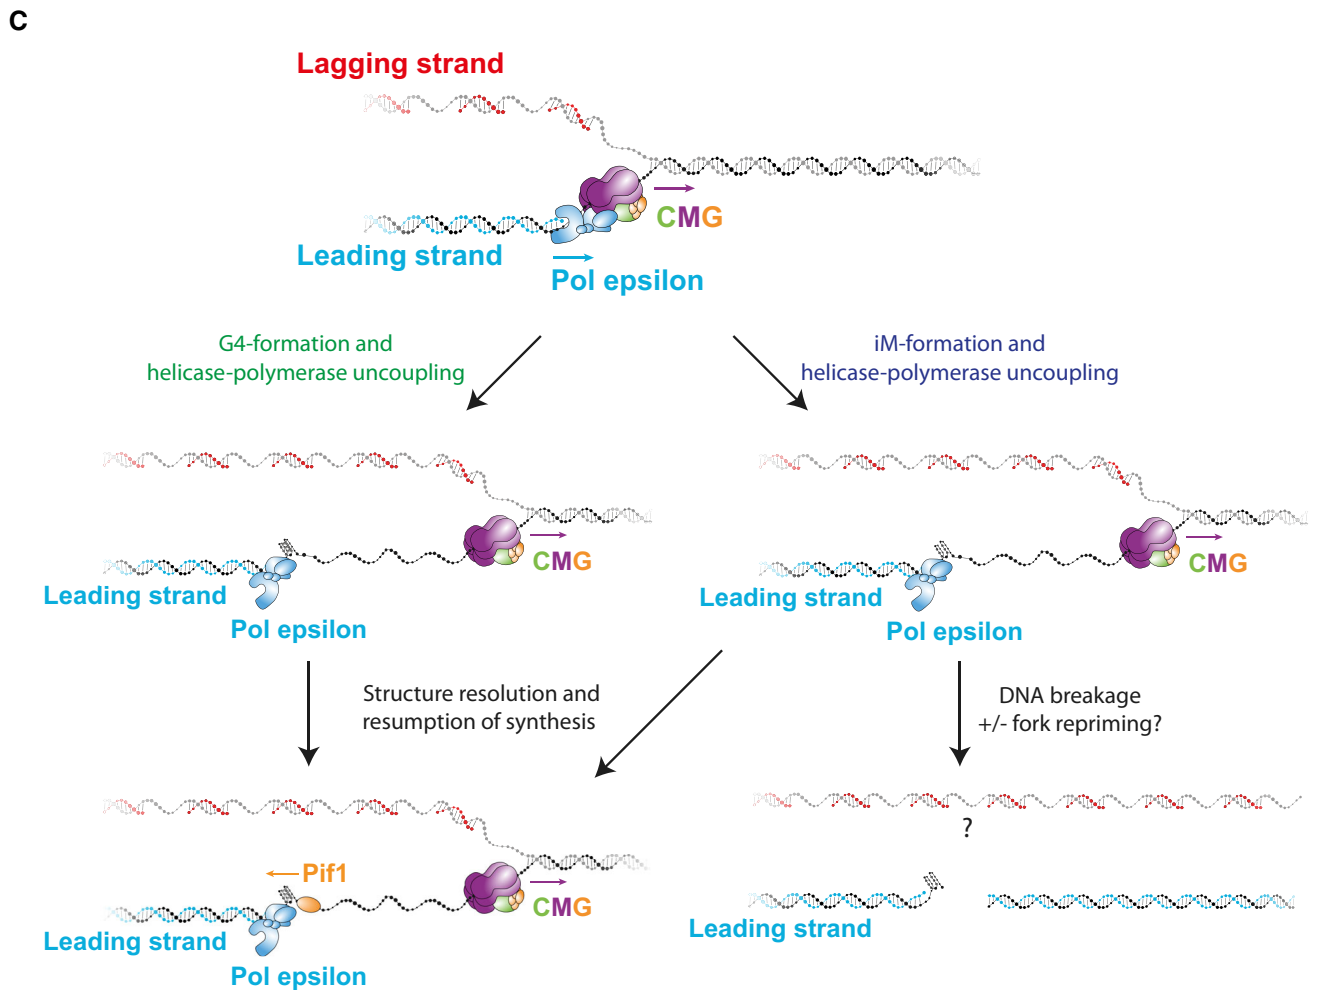 C
Lagging strand
CMG
Leading strand
Pol epsilon
G4-formation and
helicase-polymerase uncoupling
iM-formation and
helicase-polymerase uncoupling
CMG
Leading strand
Pol epsilon
CMG
Leading strand
Pol epsilon
Structure resolution and
resumption of synthesis
DNA breakage
+/- fork repriming?
Pif1
CMG
Leading strand
Pol epsilon
?
Leading strand